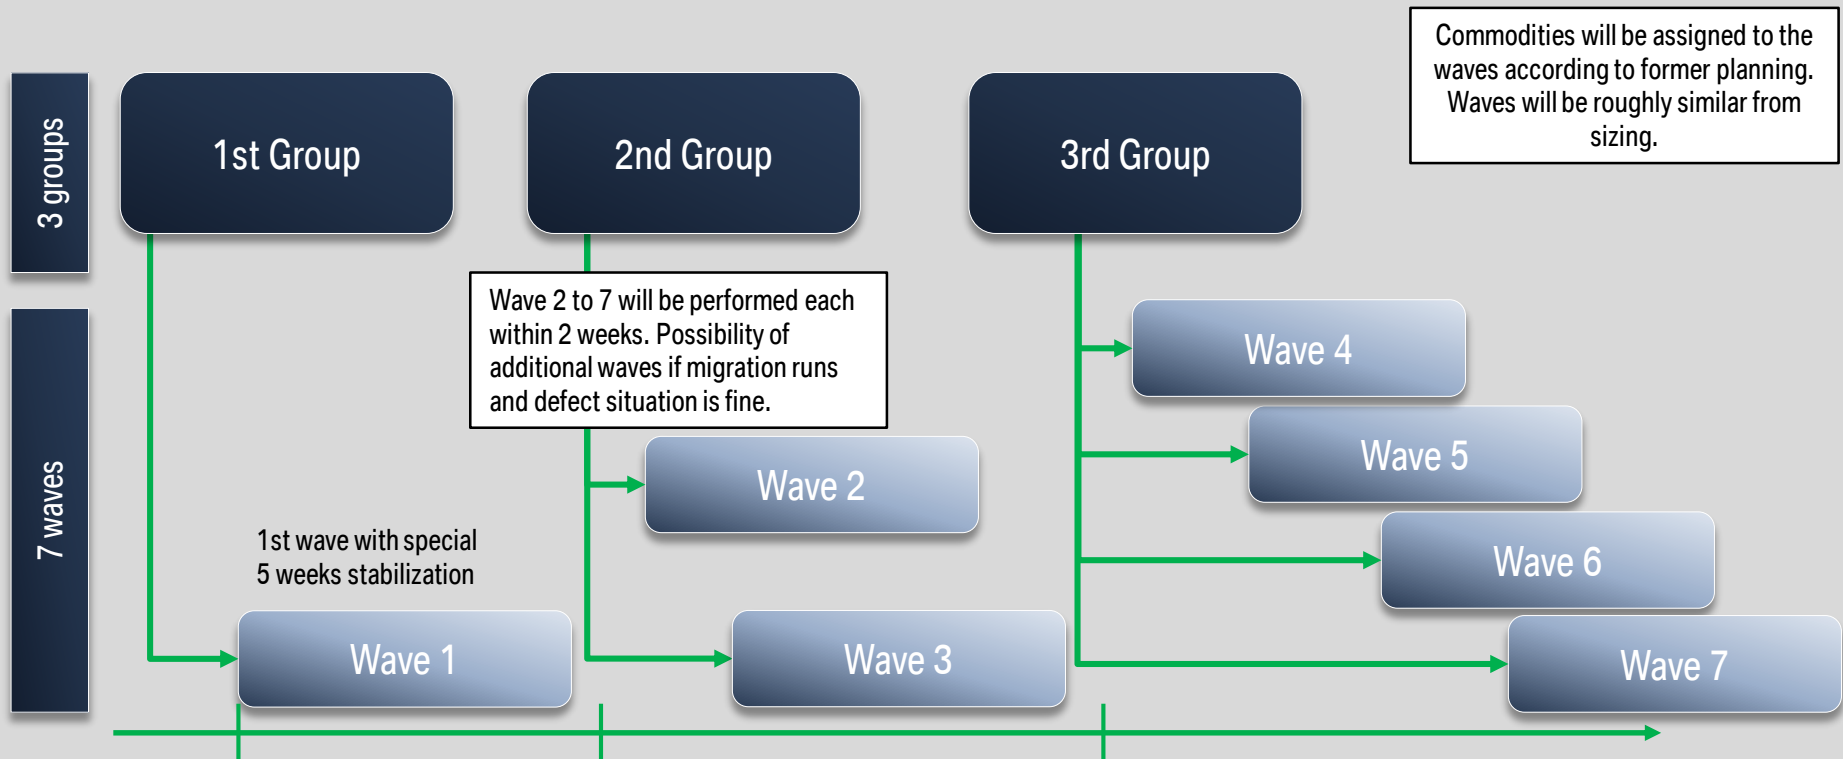 3 groups
1st Group
2nd Group
3rd Group
Commodities will be assigned to the
waves according to former planning.
Waves will be roughly similar from
sizing.
7 waves
Wave 2 to 7 will be performed each
within 2 weeks. Possibility of
additional waves if migration runs
and defect situation is fine.
Wave 4
Wave 5
Wave 2
Wave 6
1st wave with special
5 weeks stabilization
Wave 1
Wave 3
Wave 7